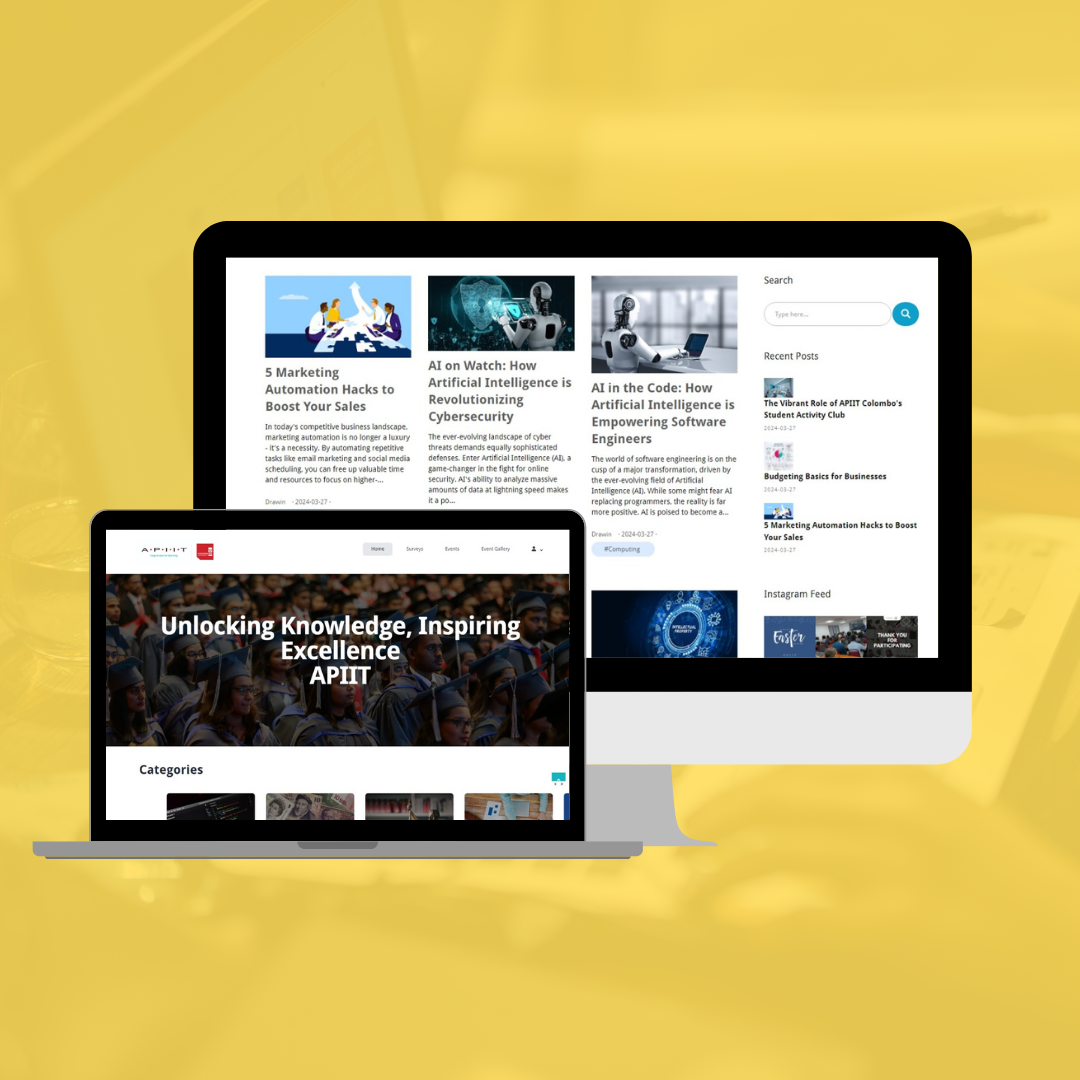 5 Marketing
Automation Hacks to
Boost Your Sales
In today's competitive business landscape,
marketing automation is no longer a luxury
- it's a necessity. By automating repetitive
tasks like email marketing and social media
scheduling, you can free up valuable time
and resources to focus on higher-...
Drawin · 2024-03-27 ·
AI on Watch: How
Artificial Intelligence is
Revolutionizing
Cybersecurity
The ever-evolving landscape of cyber
threats demands equally sophisticated
defenses. Enter Artificial Intelligence (AI), a
game-changer in the fight for online
security. AI's ability to analyze massive
amounts of data at lightning speed makes
it a po...
AI in the Code: How
Artificial Intelligence is
Empowering Software
Engineers
The world of software engineering is on the
cusp of a major transformation, driven by
the ever-evolving field of Artificial
Intelligence (AI). While some might fear AI
replacing programmers, the reality is far
more positive. AI is poised to become a...
Drawin · 2024-03-27 ·
#Computing
INTELLECTUAL
PROPERTY
Search
Type here...
Recent Posts
The Vibrant Role of APIIT Colombo's
Student Activity Club
2024-03-27
Budgeting Basics for Businesses
2024-03-27
5 Marketing Automation Hacks to Boost
Your Sales
2024-03-27
Instagram Feed
Easter
THANK YOU
FOR
PARTICIPATING
A·P·I·I·T
Home
Surveys
Events
Event Gallery
Unlocking Knowledge, Inspiring
Excellence
APIIT
Categories